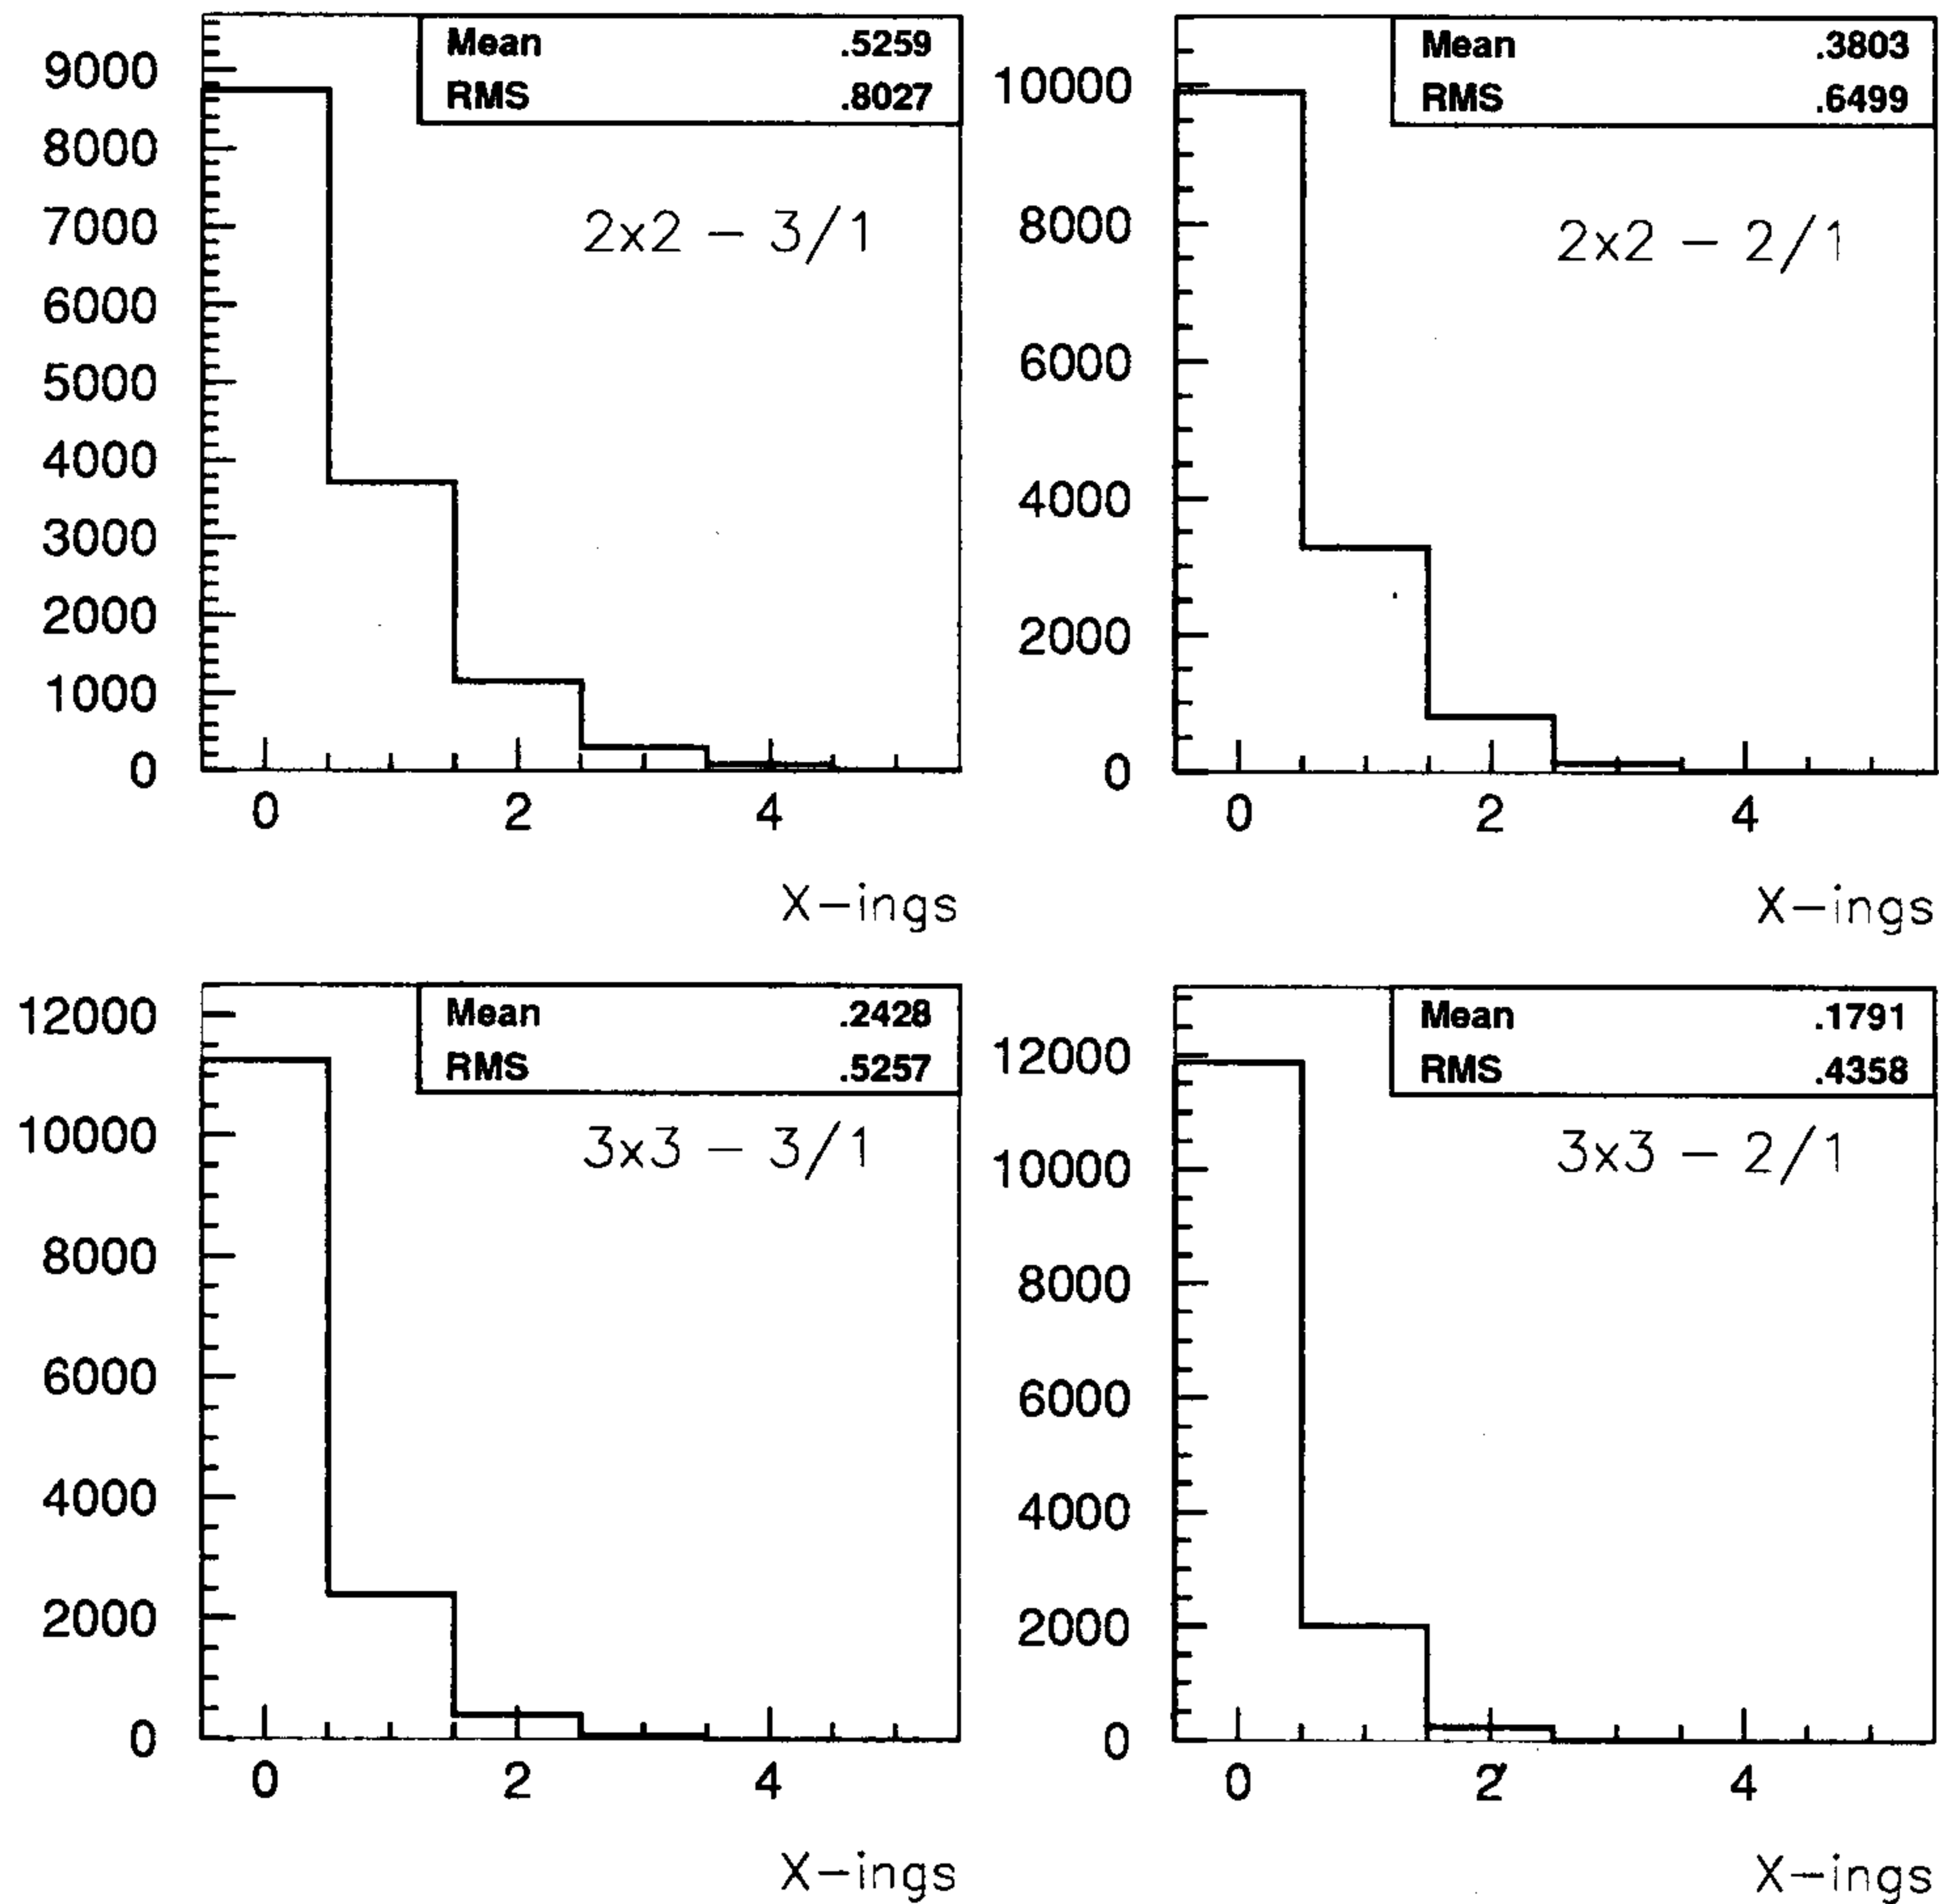 Mean .5259
RMS .8027
2x2 – 3/1
9000
8000
7000
6000
5000
4000
3000
2000
1000
0
0 2 4
X–ings
Mean .3803
RMS .6499
2x2 – 2/1
10000
8000
6000
4000
2000
0
0 2 4
X–ings
Mean .2428
RMS .5257
3x3 – 3/1
12000
10000
8000
6000
4000
2000
0
0 2 4
X–ings
Mean .1791
RMS .4358
3x3 – 2/1
12000
10000
8000
6000
4000
2000
0
0 2 4
X–ings